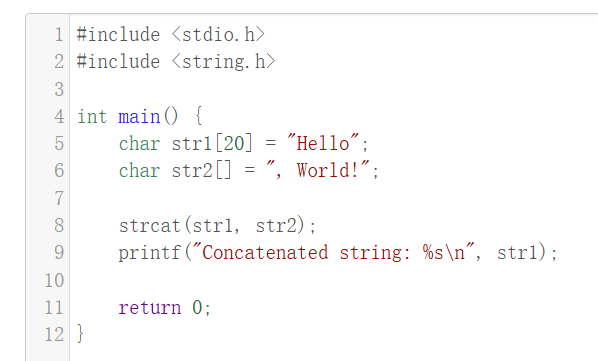 1 #include <stdio.h>
2 #include <string.h>
3
4 int main() {
5     char str1[20] = "Hello";
6     char str2[] = ", World!";
7
8     strcat(str1, str2);
9     printf("Concatenated string: %s\n", str1);
10
11     return 0;
12 }